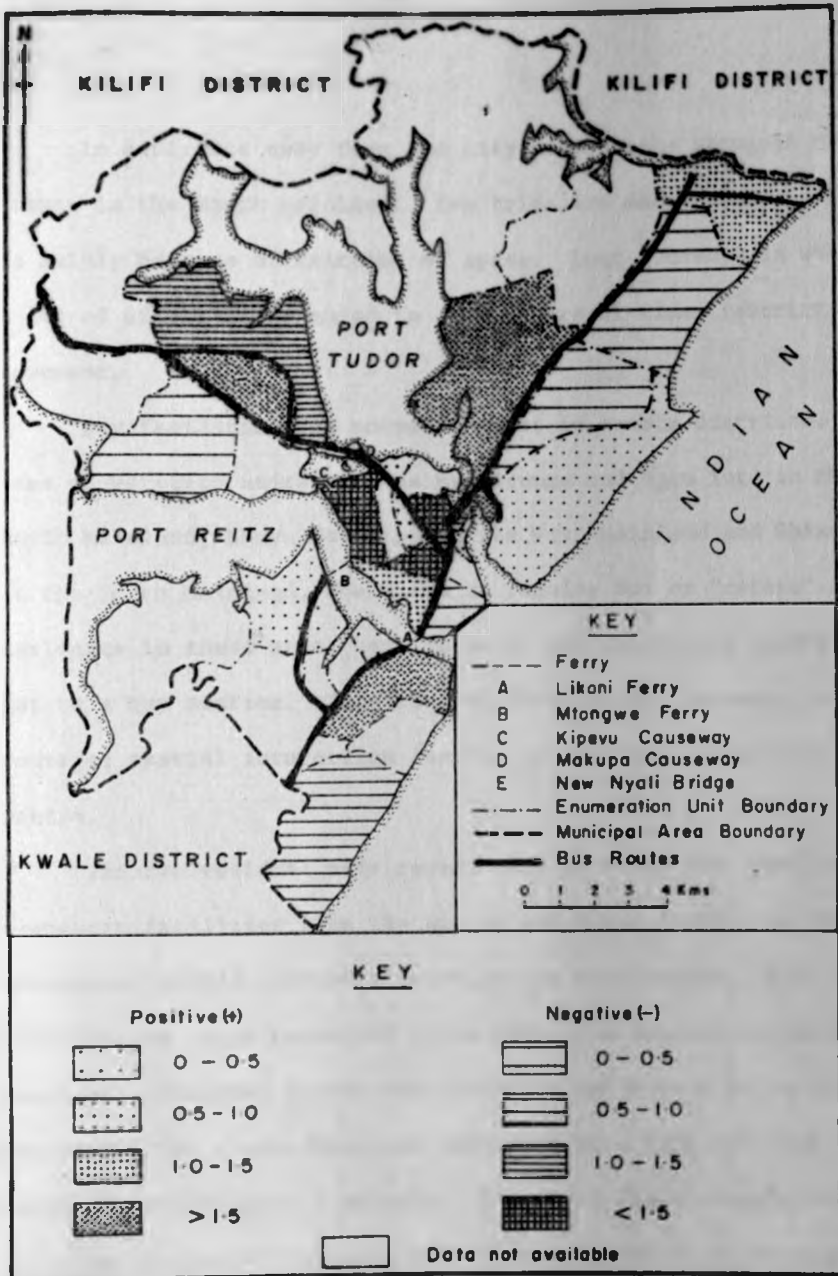 N
KILIFI DISTRICT
KILIFI DISTRICT
PORT TUDOR
INDIAN OCEAN
C
D
E
PORT REITZ
B
A
KWALE DISTRICT
KEY
Ferry
A Likoni Ferry
B Mtongwe Ferry
C Kipevu Causeway
D Makupa Causeway
E New Nyali Bridge
Enumeration Unit Boundary
Municipal Area Boundary
Bus Routes
0 1 2 3 4 Kms
KEY
Positive (+)
0 – 0·5
0·5 – 1·0
1·0 – 1·5
> 1·5
Negative (–)
0 – 0·5
0·5 – 1·0
1·0 – 1·5
< 1·5
Data not available